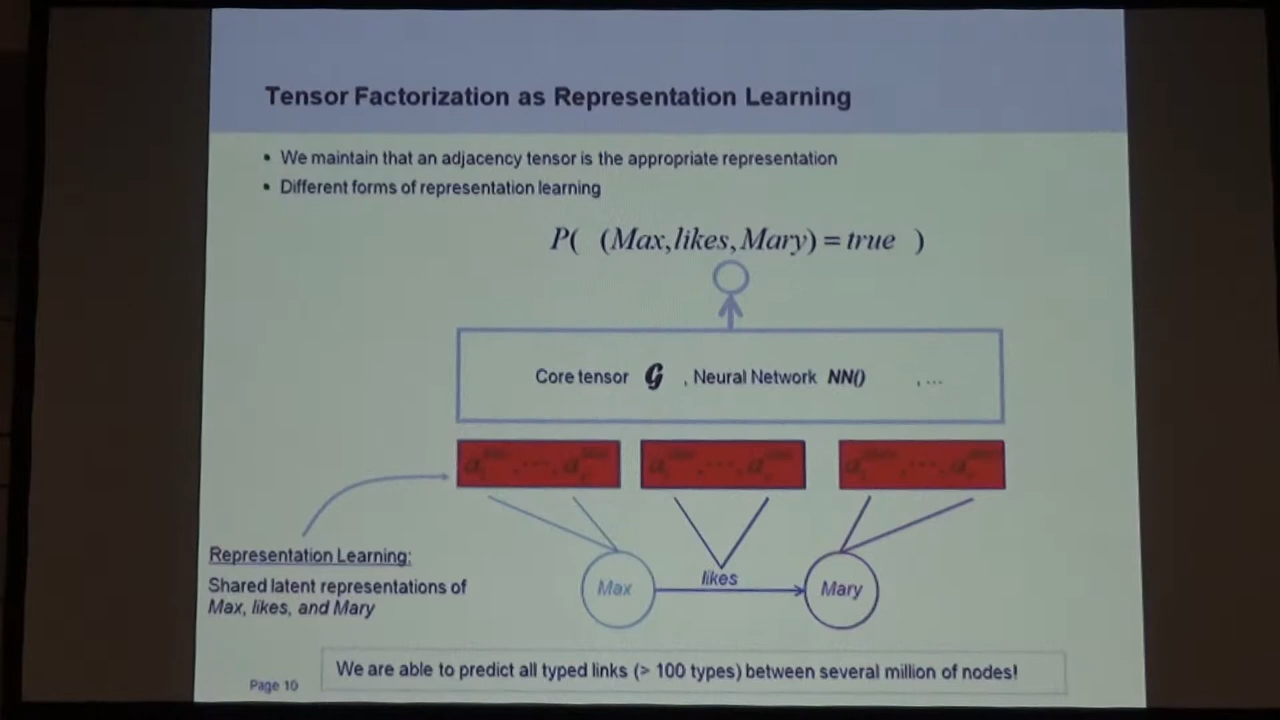 Tensor Factorization as Representation Learning
• We maintain that an adjacency tensor is the appropriate representation
• Different forms of representation learning
P( (Max,likes,Mary) = true )
Core tensor G , Neural Network NN() , ...
Representation Learning:
Shared latent representations of
Max, likes, and Mary
Max
likes
Mary
We are able to predict all typed links (> 100 types) between several million of nodes!
Page 10